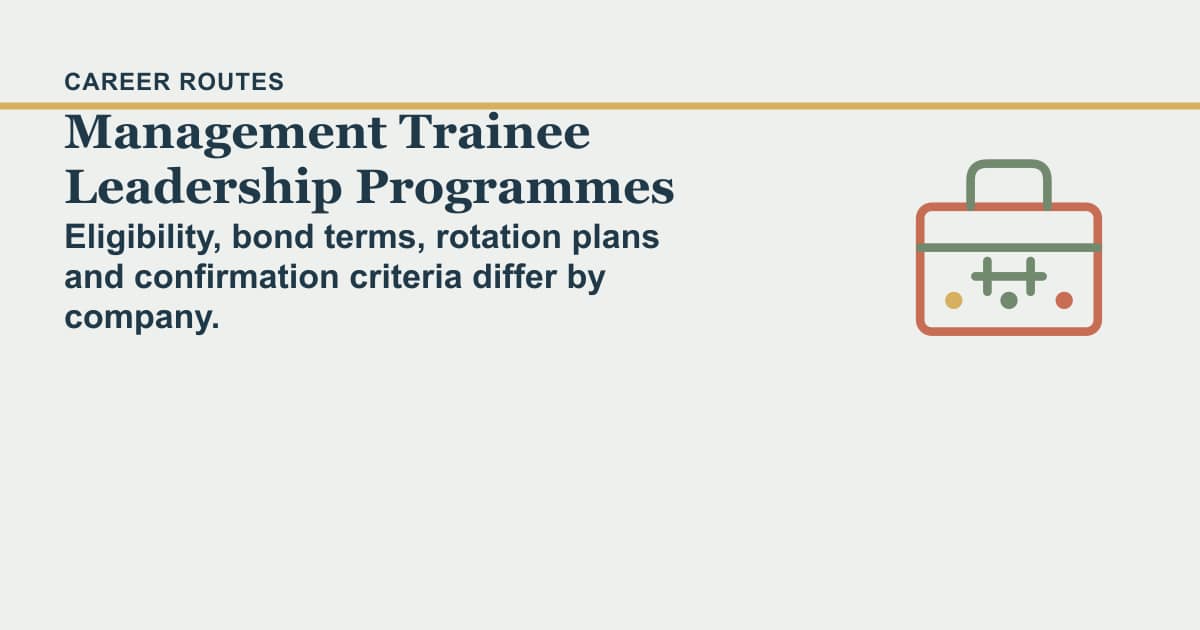 CAREER ROUTES
Management Trainee
Leadership Programmes
Eligibility, bond terms, rotation plans
and confirmation criteria differ by
company.